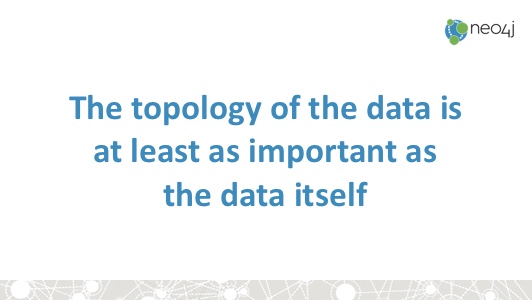 neo4j
The topology of the data is
at least as important as
the data itself